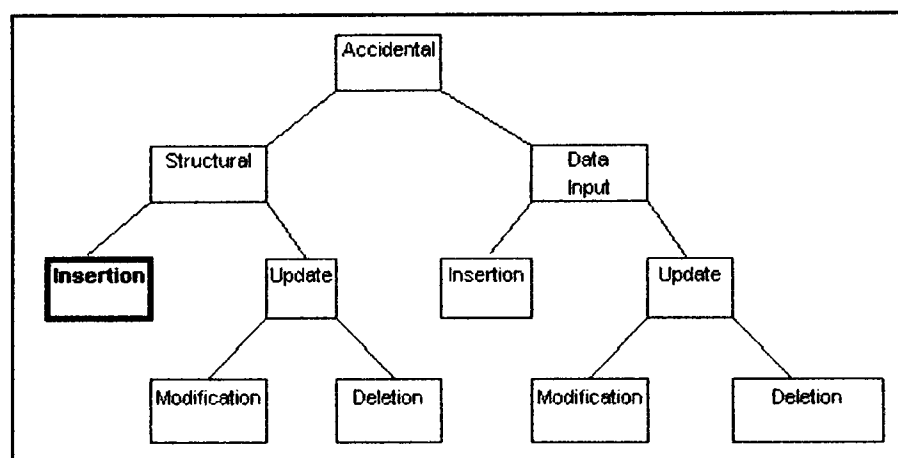 Accidental
Structural
Data
Input
Insertion
Update
Insertion
Update
Modification
Deletion
Modification
Deletion